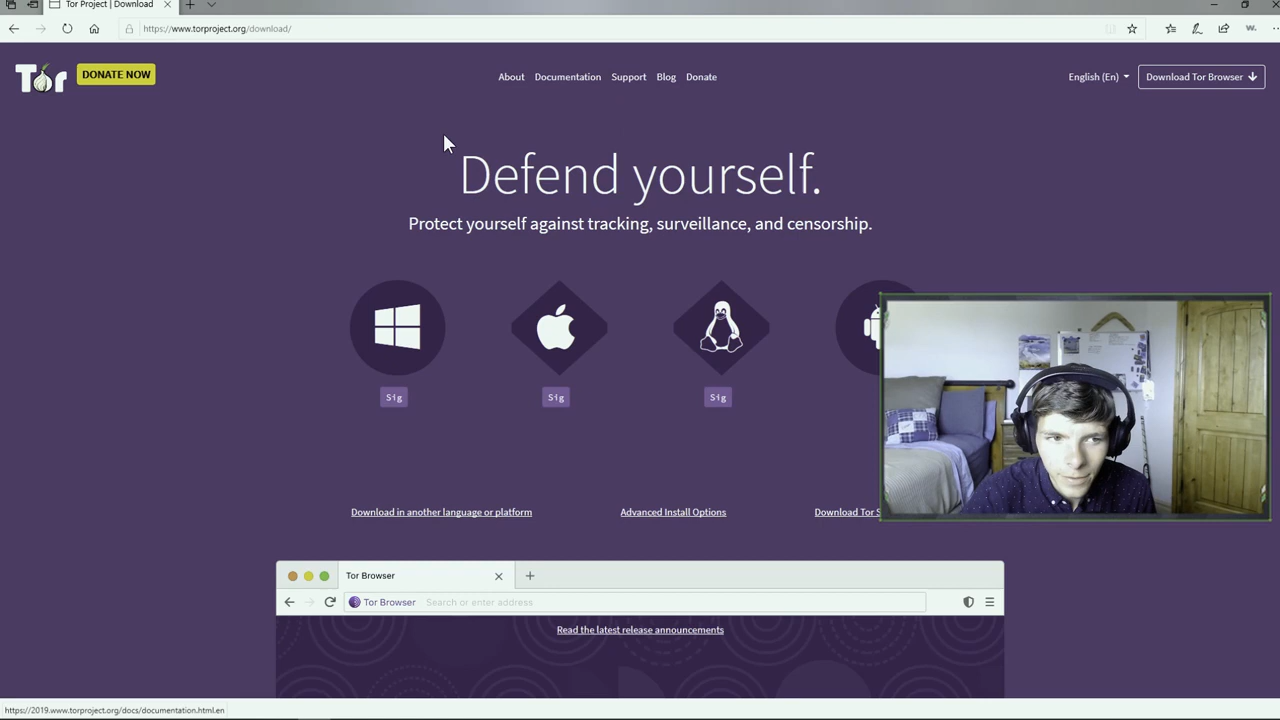 Tor Project | Download
https://www.torproject.org/download/
Tor
DONATE NOW
About
Documentation
Support
Blog
Donate
English (En)
Download Tor Browser
Defend yourself.
Protect yourself against tracking, surveillance, and censorship.
Sig
Sig
Sig
Download in another language or platform
Advanced Install Options
Download Tor S
Tor Browser
Tor Browser
Search or enter address
Read the latest release announcements
https://2019.www.torproject.org/docs/documentation.html.en